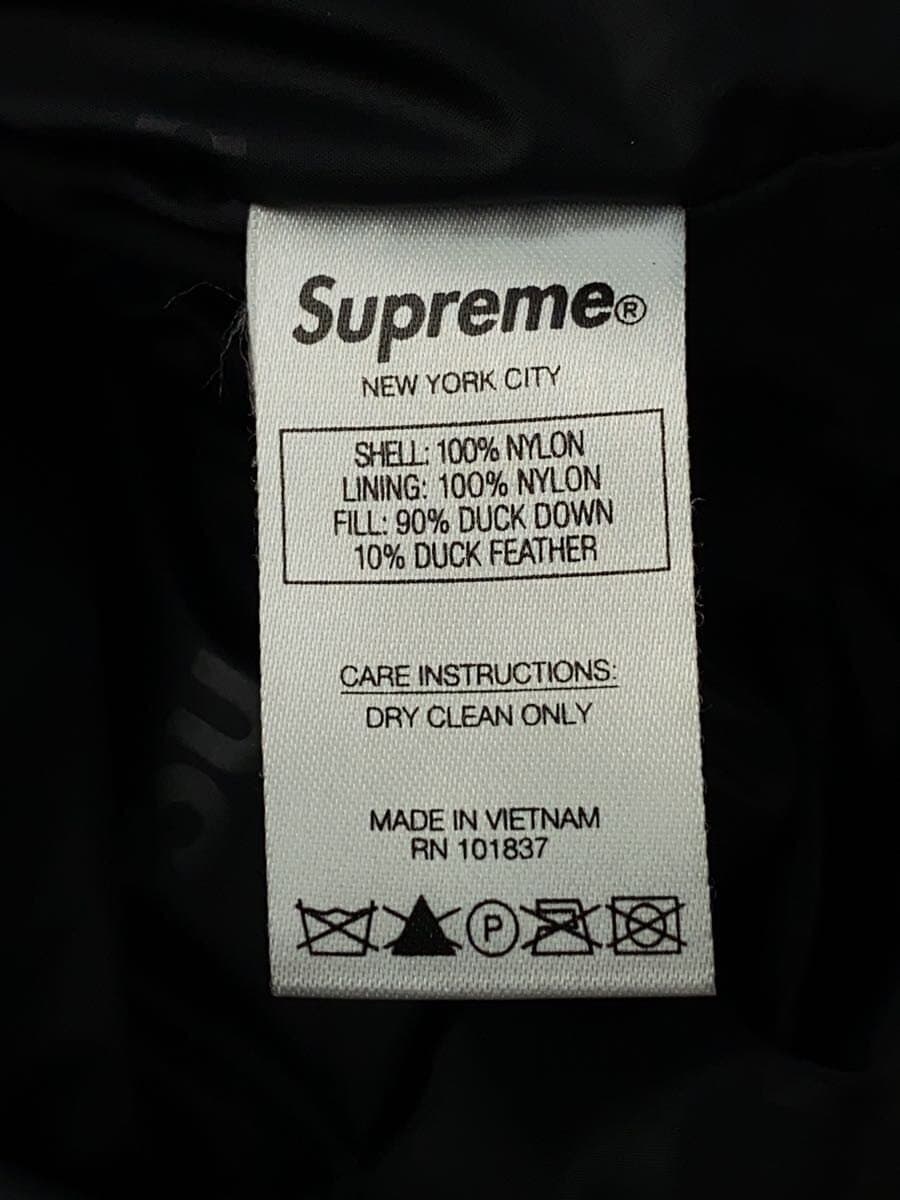 Supreme®
NEW YORK CITY
SHELL: 100% NYLON
LINING: 100% NYLON
FILL: 90% DUCK DOWN
10% DUCK FEATHER
CARE INSTRUCTIONS:
DRY CLEAN ONLY
MADE IN VIETNAM
RN 101837
P